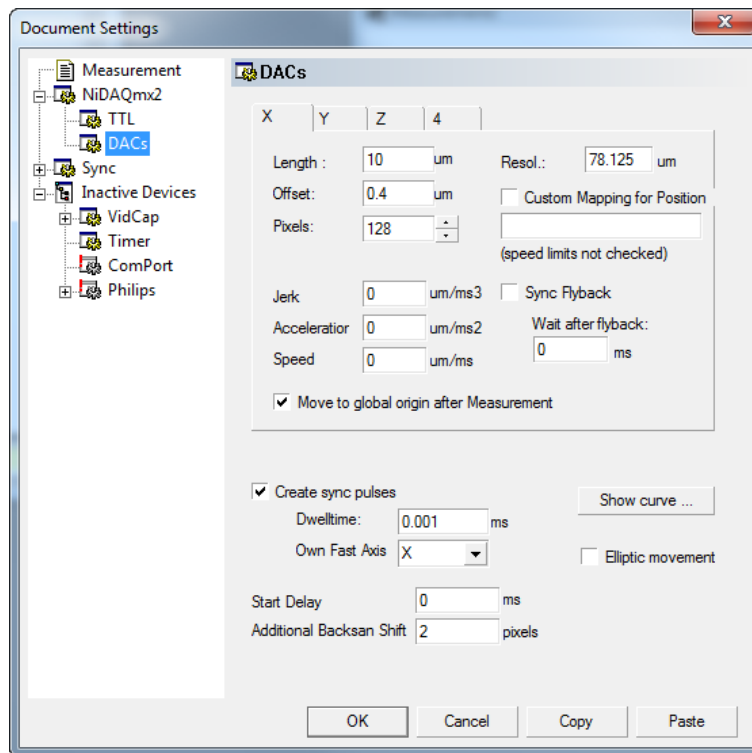 Document Settings
Measurement
NiDAQmx2
TTL
DACs
Sync
Inactive Devices
VidCap
Timer
ComPort
Philips
DACs
X Y Z 4
Length : 10 um Resol.: 78.125 um
Offset: 0.4 um Custom Mapping for Position
Pixels: 128
(speed limits not checked)
Jerk 0 um/ms3 Sync Flyback
Acceleratior 0 um/ms2 Wait after flyback:
Speed 0 um/ms 0 ms
Move to global origin after Measurement
Create sync pulses Show curve ...
Dwelltime: 0.001 ms
Own Fast Axis X Elliptic movement
Start Delay 0 ms
Additional Backsan Shift 2 pixels
OK Cancel Copy Paste